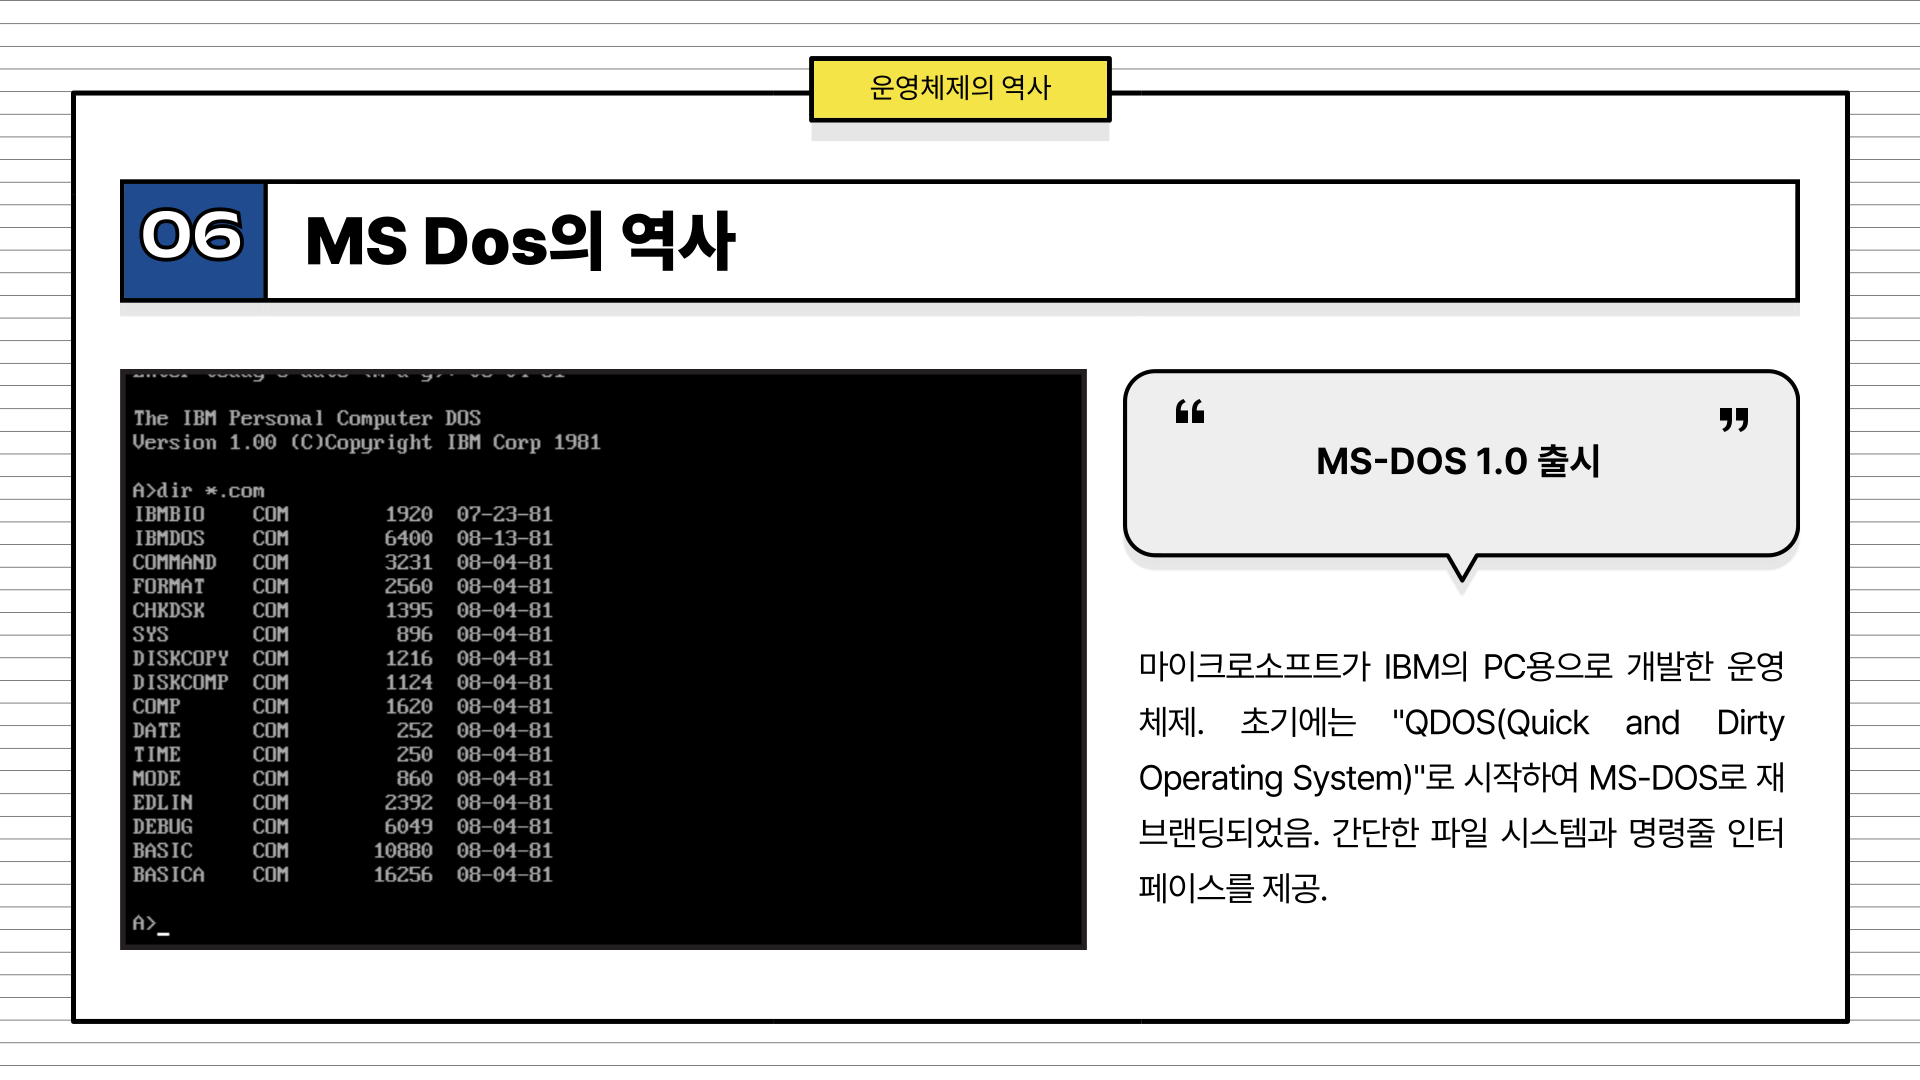 운영체제의 역사
06
MS Dos의 역사
The IBM Personal Computer DOS
Version 1.00 (C)Copyright IBM Corp 1981
A>dir *.com
IBMBIO COM 1920 07-23-81
IBMDOS COM 6400 08-13-81
COMMAND COM 3231 08-04-81
FORMAT COM 2560 08-04-81
CHKDSK COM 1395 08-04-81
SYS COM 896 08-04-81
DISKCOPY COM 1216 08-04-81
DISKCOMP COM 1124 08-04-81
COMP COM 1620 08-04-81
DATE COM 252 08-04-81
TIME COM 250 08-04-81
MODE COM 860 08-04-81
EDLIN COM 2392 08-04-81
DEBUG COM 6049 08-04-81
BASIC COM 10880 08-04-81
BASICA COM 16256 08-04-81
A>_
“ ”
MS-DOS 1.0 출시
마이크로소프트가 IBM의 PC용으로 개발한 운영
체제. 초기에는 "QDOS(Quick and Dirty
Operating System)"로 시작하여 MS-DOS로 재
브랜딩되었음. 간단한 파일 시스템과 명령줄 인터
페이스를 제공.